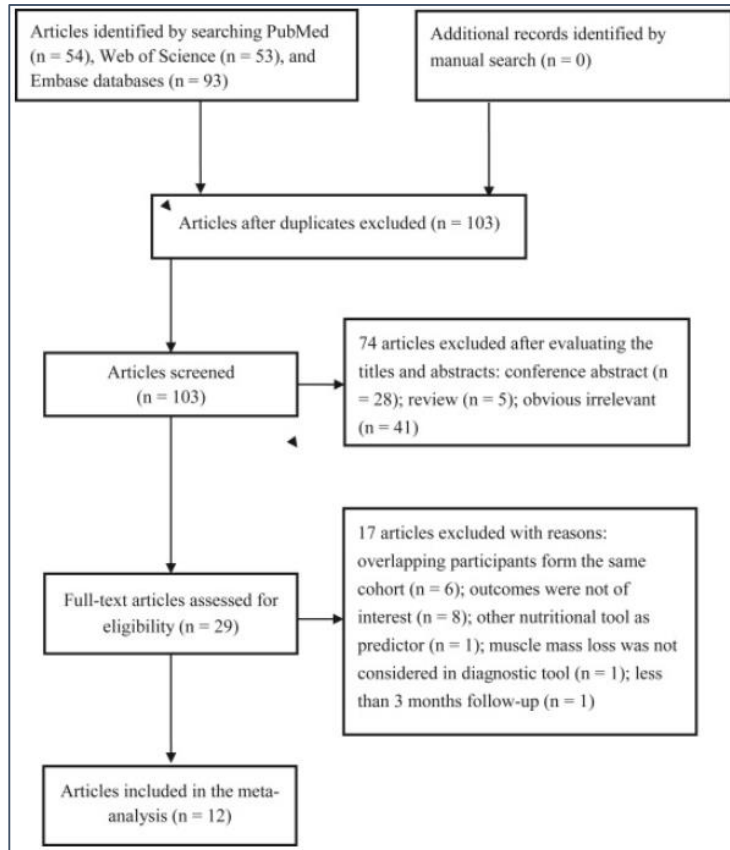 Articles identified by searching PubMed
(n = 54), Web of Science (n = 53), and
Embase databases (n = 93)
Additional records identified by
manual search (n = 0)
Articles after duplicates excluded (n = 103)
Articles screened
(n = 103)
74 articles excluded after evaluating the
titles and abstracts: conference abstract (n
= 28); review (n = 5); obvious irrelevant
(n = 41)
Full-text articles assessed for
eligibility (n = 29)
17 articles excluded with reasons:
overlapping participants form the same
cohort (n = 6); outcomes were not of
interest (n = 8); other nutritional tool as
predictor (n = 1); muscle mass loss was not
considered in diagnostic tool (n = 1); less
than 3 months follow-up (n = 1)
Articles included in the meta-
analysis (n = 12)